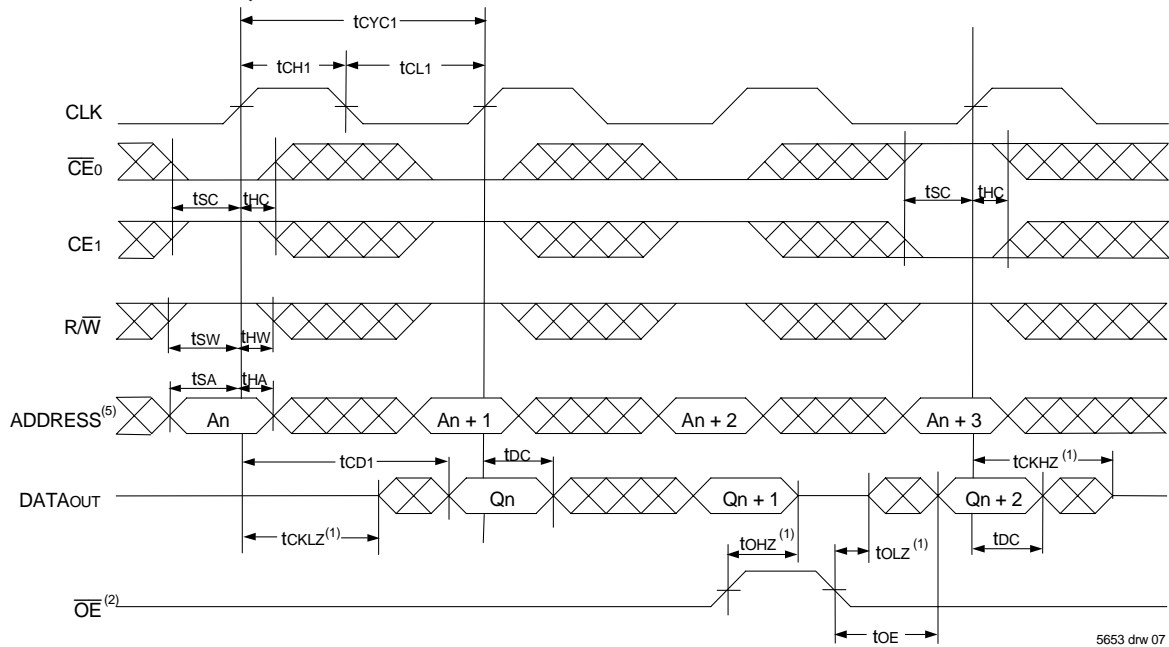 tCYC1
tCH1 tCL1
CLK
CE0
tSC tHC tSC tHC
CE1
R/W
tSW tHW
tSA tHA
ADDRESS(5) An An + 1 An + 2 An + 3
tCD1 tDC tCKHZ (1)
DATAOUT Qn Qn + 1 Qn + 2
tCKLZ(1) tOHZ (1) tOLZ (1) tDC
OE (2)
tOE
5653 drw 07